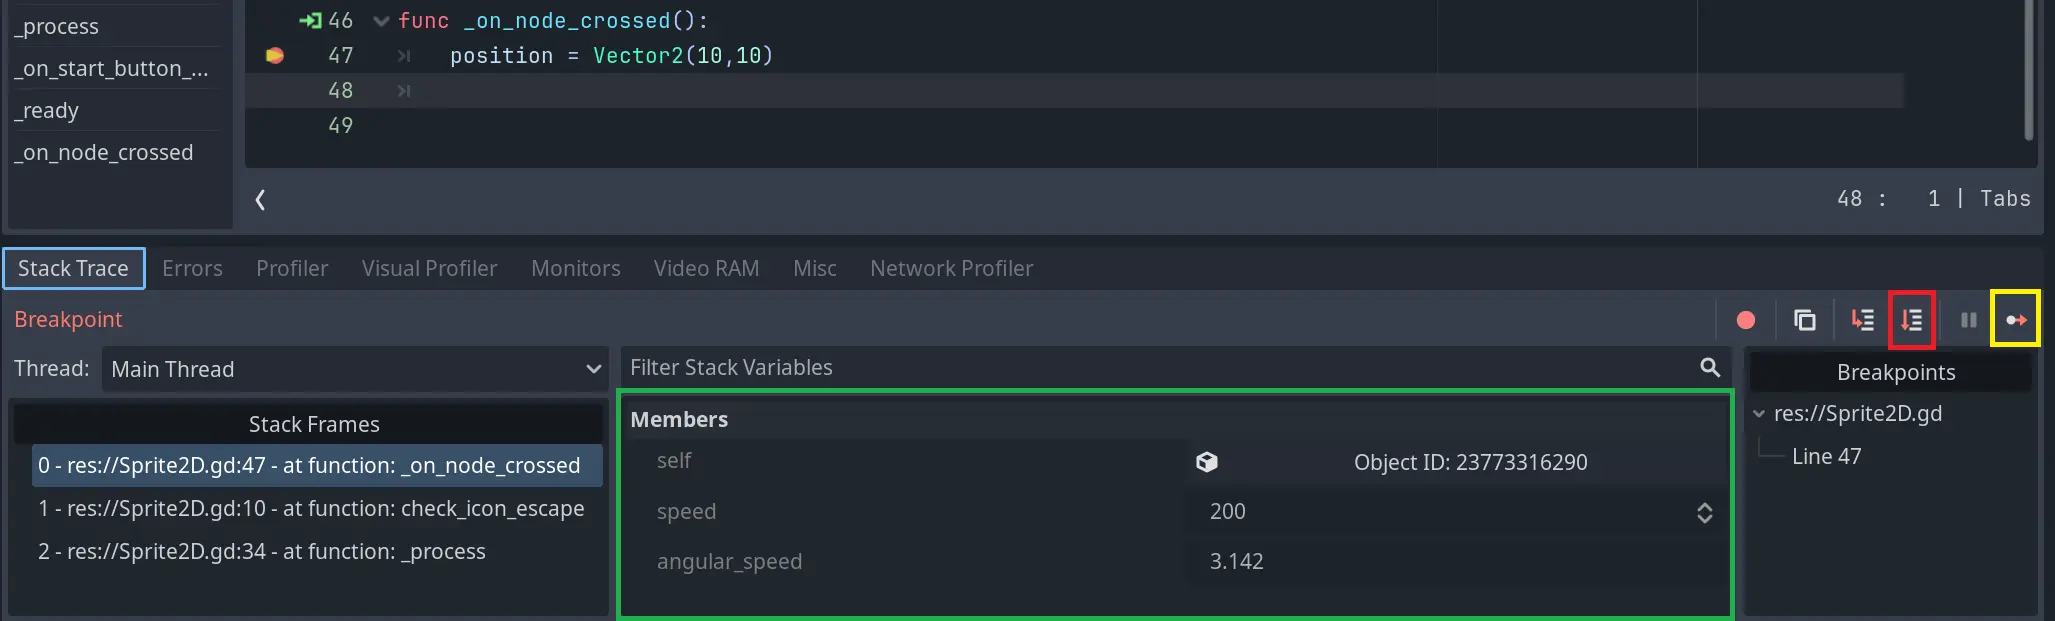 _process
_on_start_button_...
_ready
_on_node_crossed
46 func _on_node_crossed():
47 position = Vector2(10,10)
48
49
48 : 1 | Tabs
Stack Trace Errors Profiler Visual Profiler Monitors Video RAM Misc Network Profiler
Breakpoint
Thread: Main Thread
Stack Frames
0 - res://Sprite2D.gd:47 - at function: _on_node_crossed
1 - res://Sprite2D.gd:10 - at function: check_icon_escape
2 - res://Sprite2D.gd:34 - at function: _process
Filter Stack Variables
Members
self Object ID: 23773316290
speed 200
angular_speed 3.142
Breakpoints
res://Sprite2D.gd
Line 47